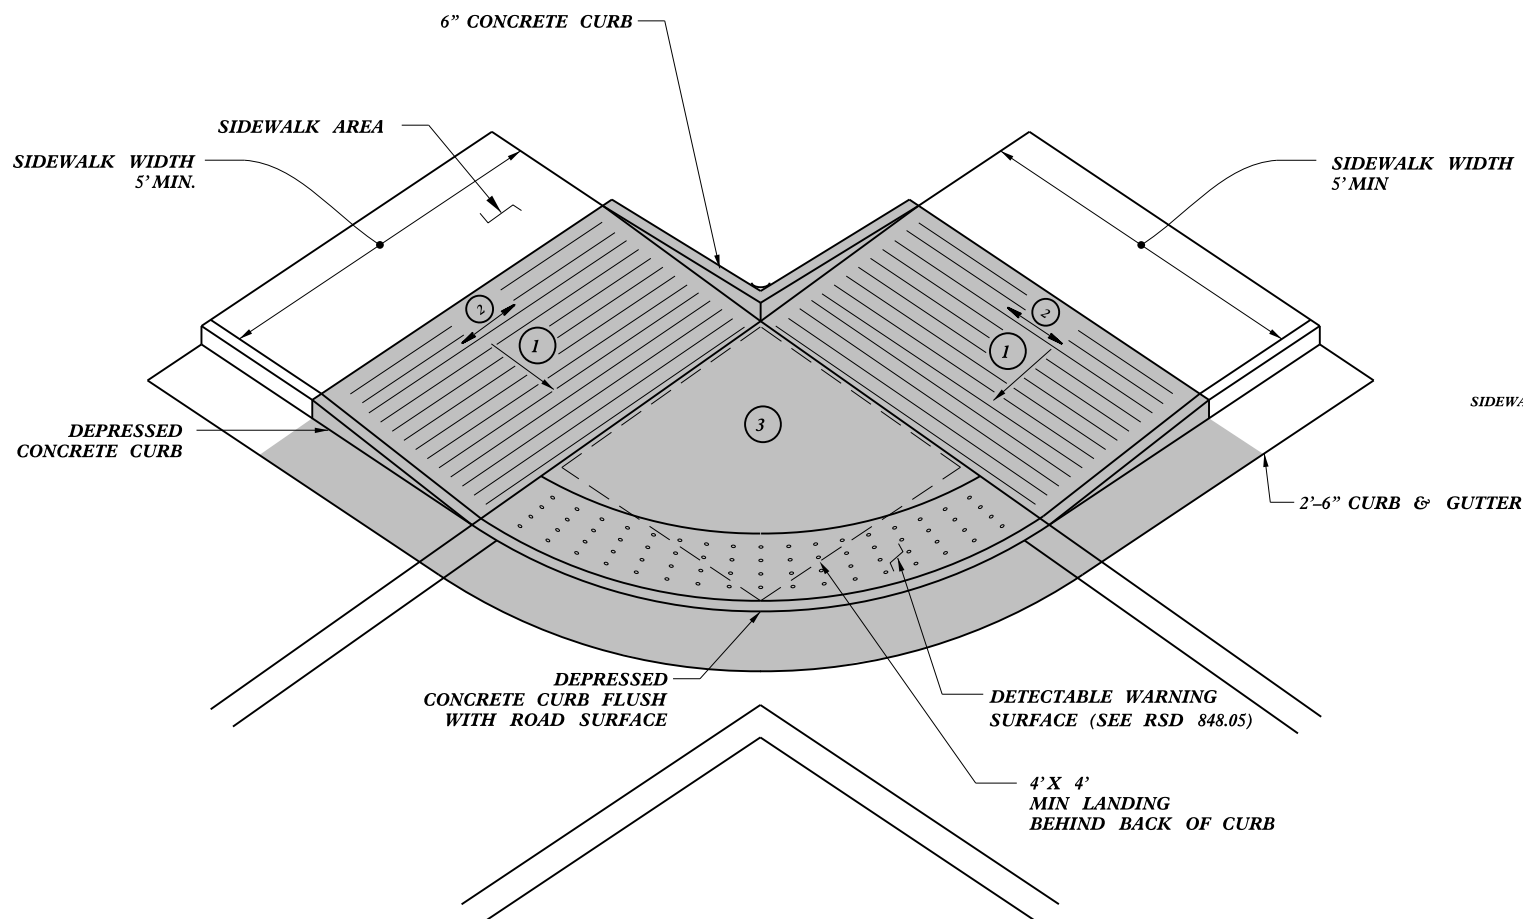 6” CONCRETE CURB
SIDEWALK AREA
SIDEWALK WIDTH
5’ MIN.
SIDEWALK WIDTH
5’ MIN
2
1
2
1
3
SIDEWA
DEPRESSED
CONCRETE CURB
2’–6” CURB & GUTTER
DEPRESSED
CONCRETE CURB FLUSH
WITH ROAD SURFACE
DETECTABLE WARNING
SURFACE (SEE RSD 848.05)
4’ X 4’
MIN LANDING
BEHIND BACK OF CURB